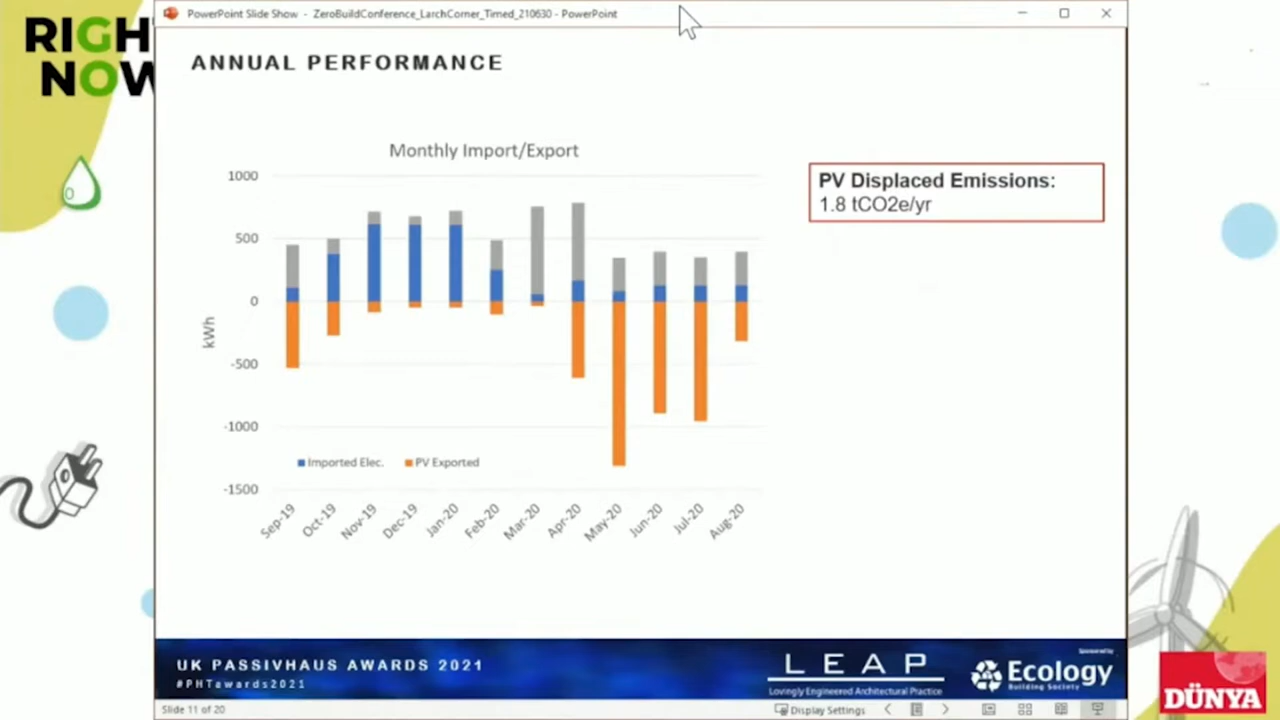 RIGH
NOW
PowerPoint Slide Show - ZeroBuildConference_LarchCorner_Timed_210630 - PowerPoint
ANNUAL PERFORMANCE
Monthly Import/Export
1000
500
0
-500
-1000
-1500
kWh
Imported Elec.
PV Exported
Sep-19
Oct-19
Nov-19
Dec-19
Jan-20
Feb-20
Mar-20
Apr-20
May-20
Jun-20
Jul-20
Aug-20
PV Displaced Emissions:
1.8 tCO2e/yr
0
UK PASSIVHAUS AWARDS 2021
#PHTawards2021
LEAP
Lovingly Engineered Architectural Practice
Sponsored by
Ecology
Building Society
Slide 11 of 20
Display Settings
DÜNYA